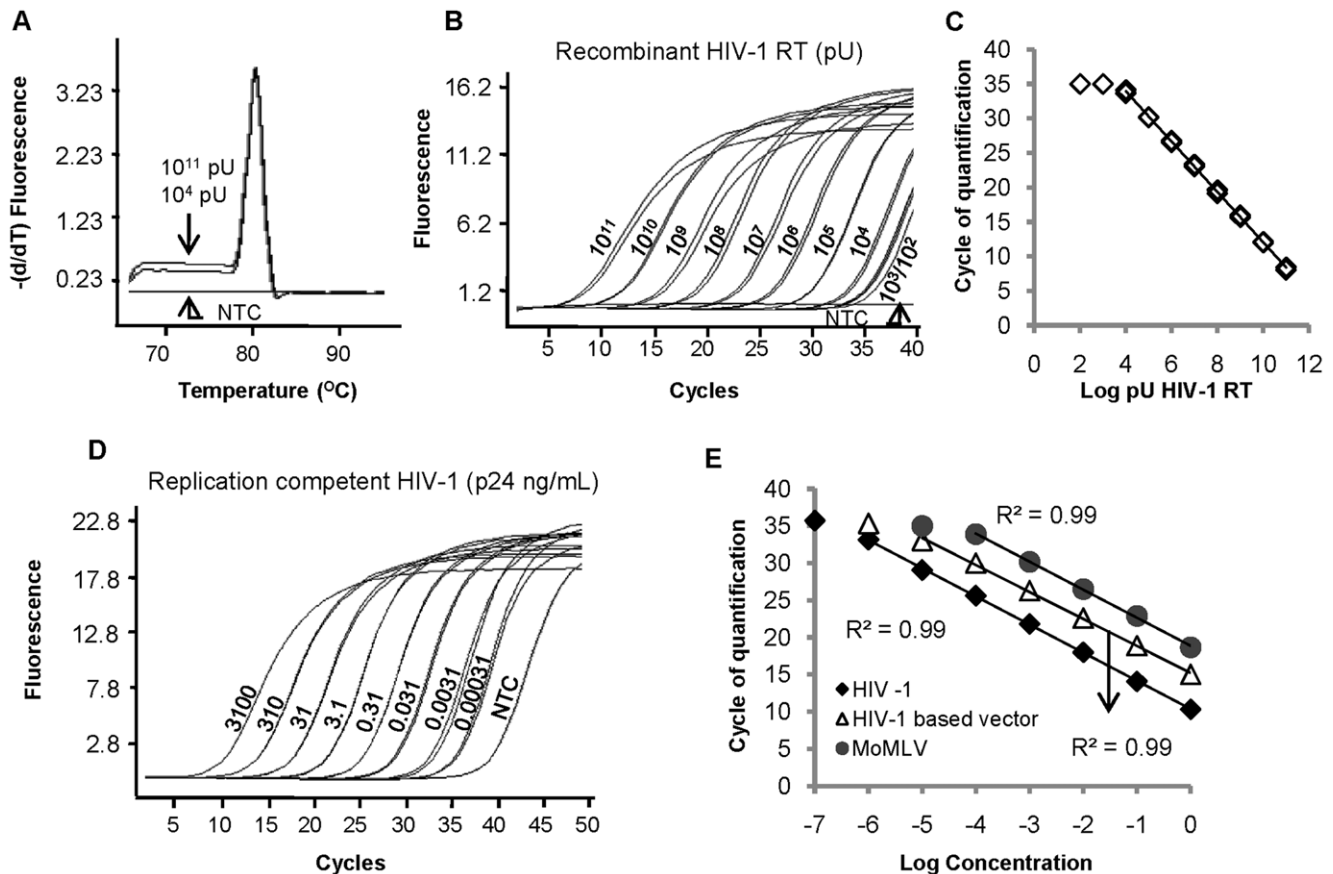 A
-(d/dT) Fluorescence
3.23
2.23
1.23
0.23
10¹¹ pU
10⁴ pU
NTC
70 80 90
Temperature (ᴼC)
B
Recombinant HIV-1 RT (pU)
Fluorescence
16.2
11.2
6.2
1.2
10¹¹ 10¹⁰ 10⁹ 10⁸ 10⁷ 10⁶ 10⁵ 10⁴ 10³/10²
NTC
5 10 15 20 25 30 35 40
Cycles
C
Cycle of quantification
40
35
30
25
20
15
10
5
0
0 2 4 6 8 10 12
Log pU HIV-1 RT
D
Replication competent HIV-1 (p24 ng/mL)
Fluorescence
22.8
17.8
12.8
7.8
2.8
3100 310 31 3.1 0.31 0.031 0.0031 0.00031 NTC
5 10 15 20 25 30 35 40 45 50
Cycles
E
Cycle of quantification
40
35
30
25
20
15
10
5
0
R² = 0.99
R² = 0.99
R² = 0.99
HIV -1
HIV-1 based vector
MoMLV
-7 -6 -5 -4 -3 -2 -1 0
Log Concentration